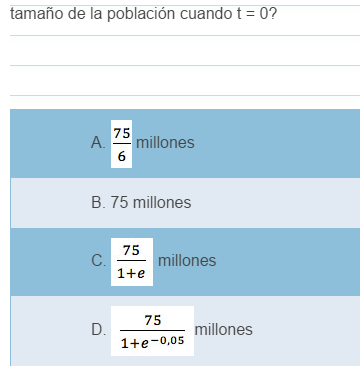 tamaño de la población cuando t = 0?
A. 75/6 millones
B. 75 millones
C. 75/1+e millones
D. 75/1+e^−0,05 millones